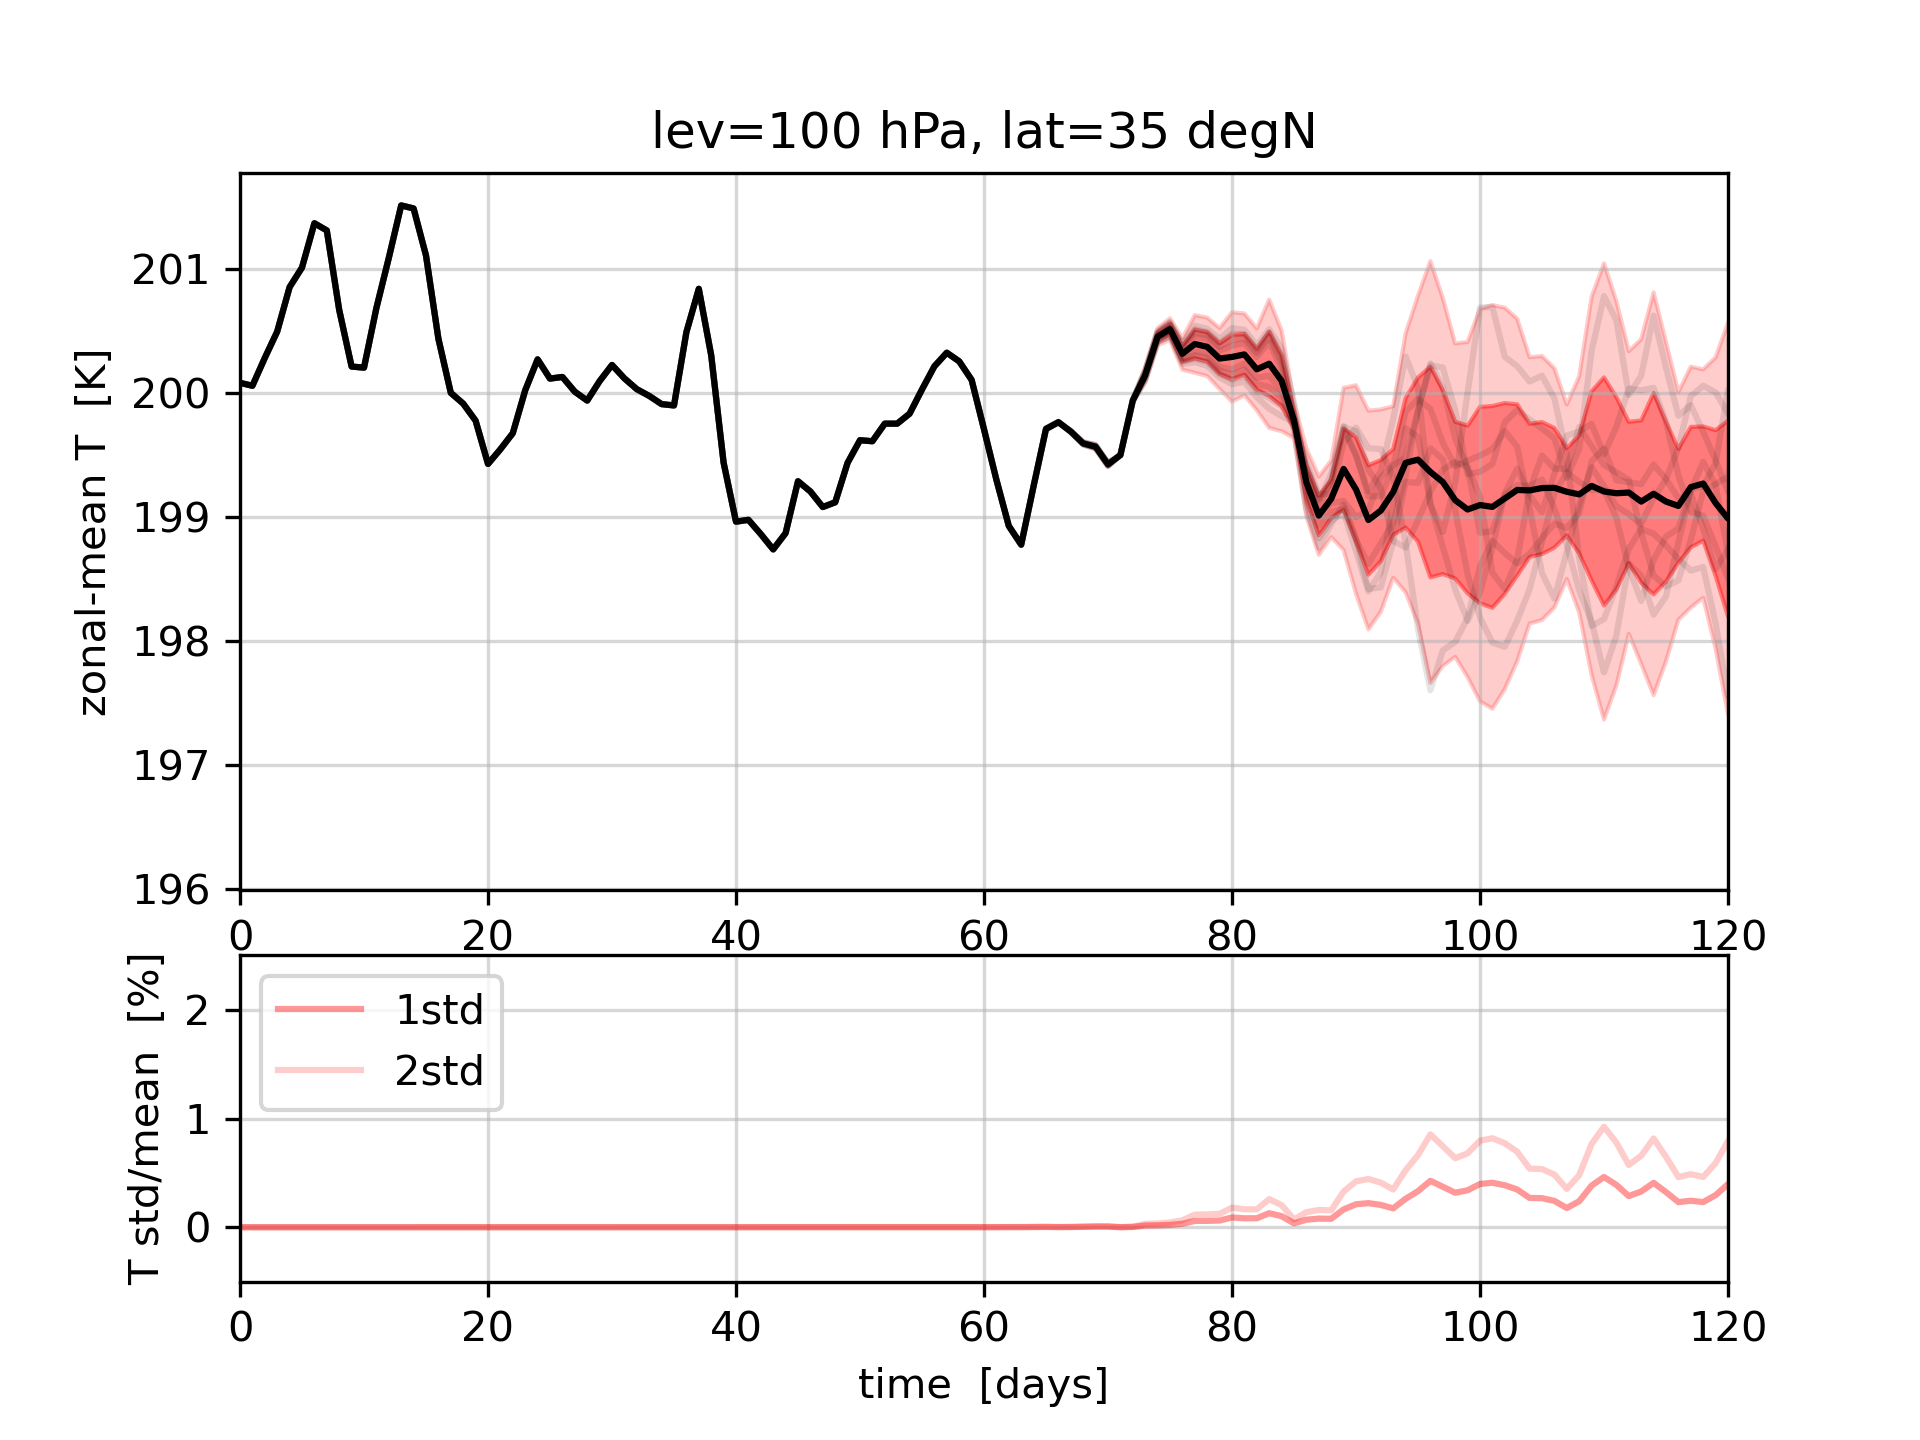 lev=100 hPa, lat=35 degN
zonal-mean T [K]
201
200
199
198
197
196
0 20 40 60 80 100 120
T std/mean [%]
2
1
0
1std
2std
0 20 40 60 80 100 120
time [days]